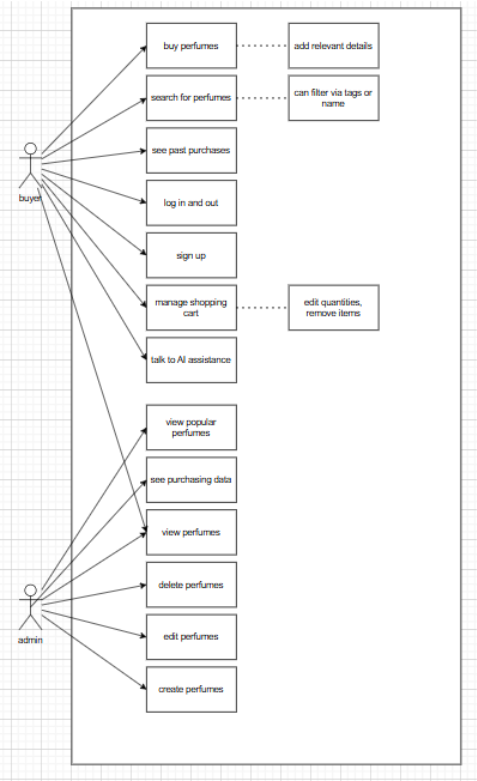 buy perfumes
add relevant details
search for perfumes
can filter via tags or
name
see past purchases
buyer
log in and out
sign up
manage shopping
cart
edit quantities,
remove items
talk to AI assistance
view popular
perfumes
see purchasing data
view perfumes
delete perfumes
admin
edit perfumes
create perfumes